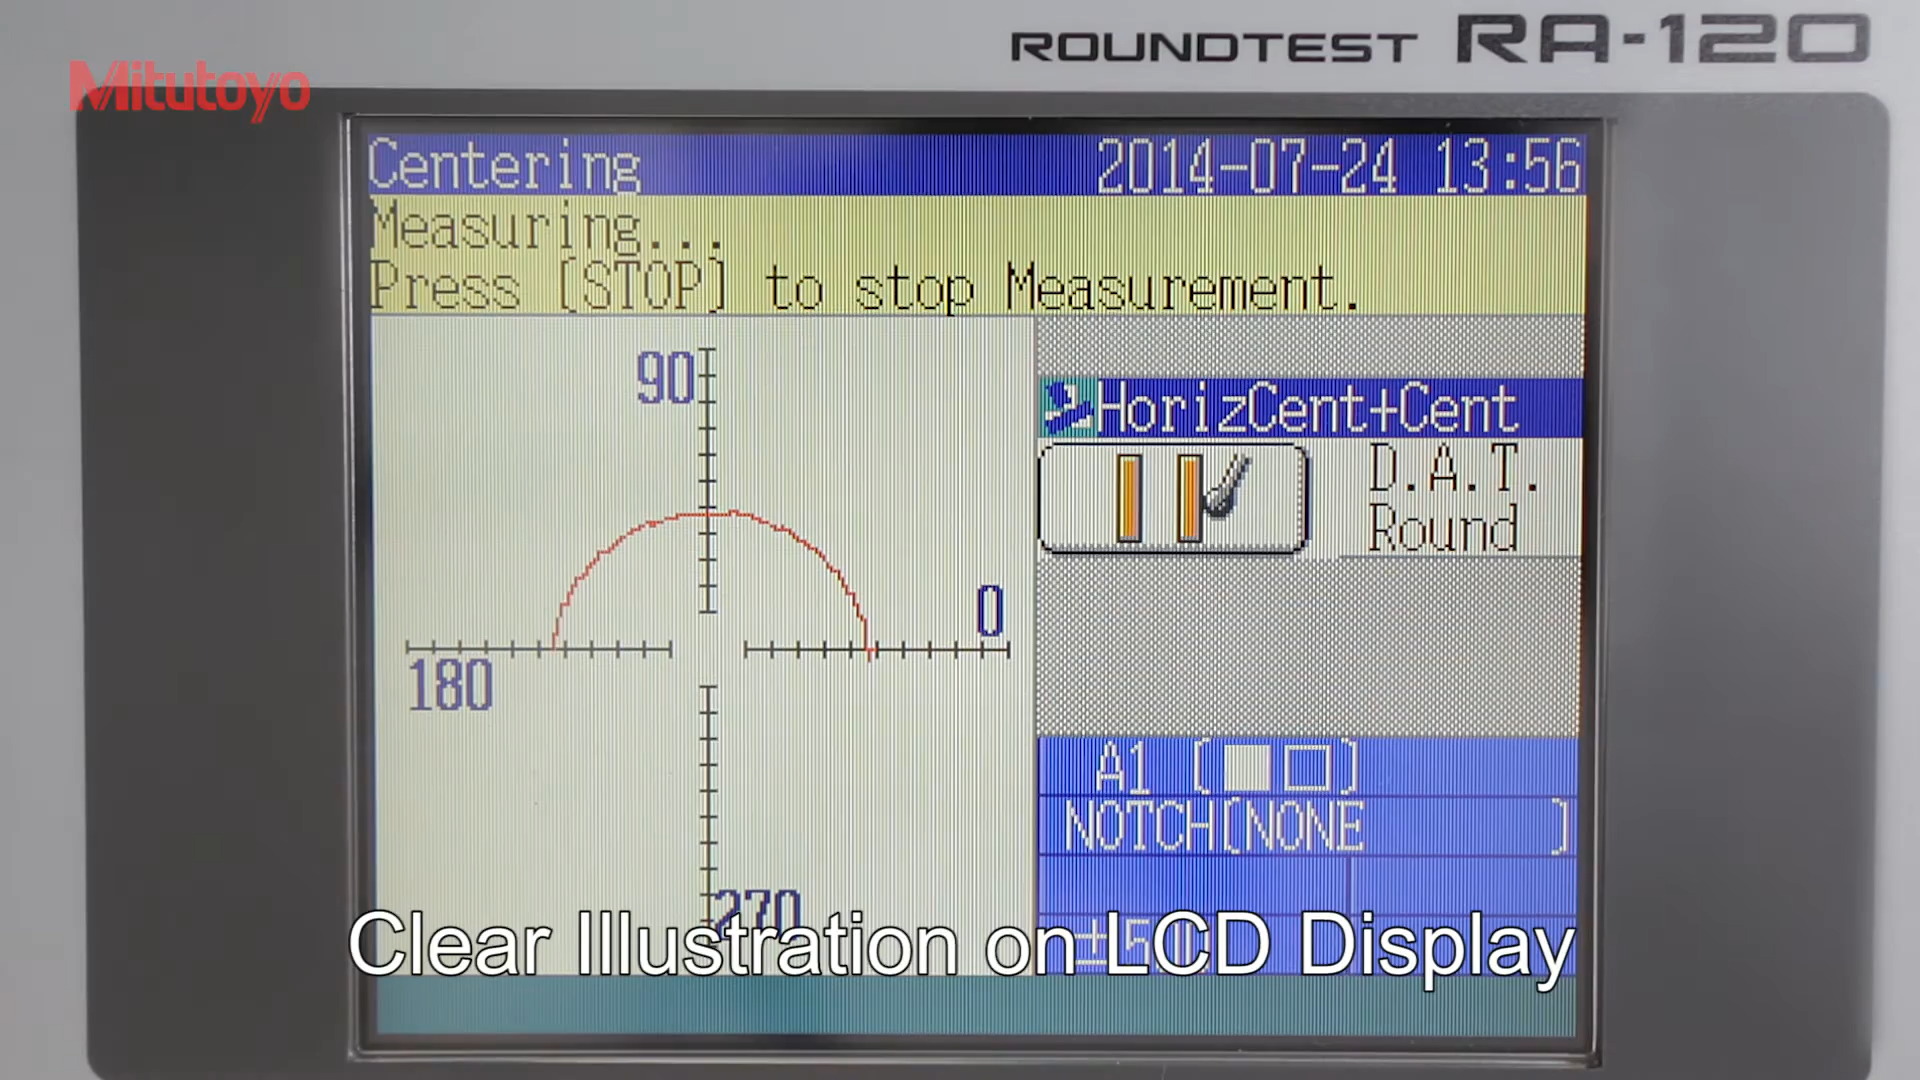 ROUNDTEST RA-120
Mitutoyo
Centering 2014-07-24 13:56
Measuring...
Press [STOP] to stop Measurement.
90
0
180
270
HorizCent+Cent
D.A.T.
Round
A1 [ ]
NOTCH[NONE ]
Clear Illustration on LCD Display